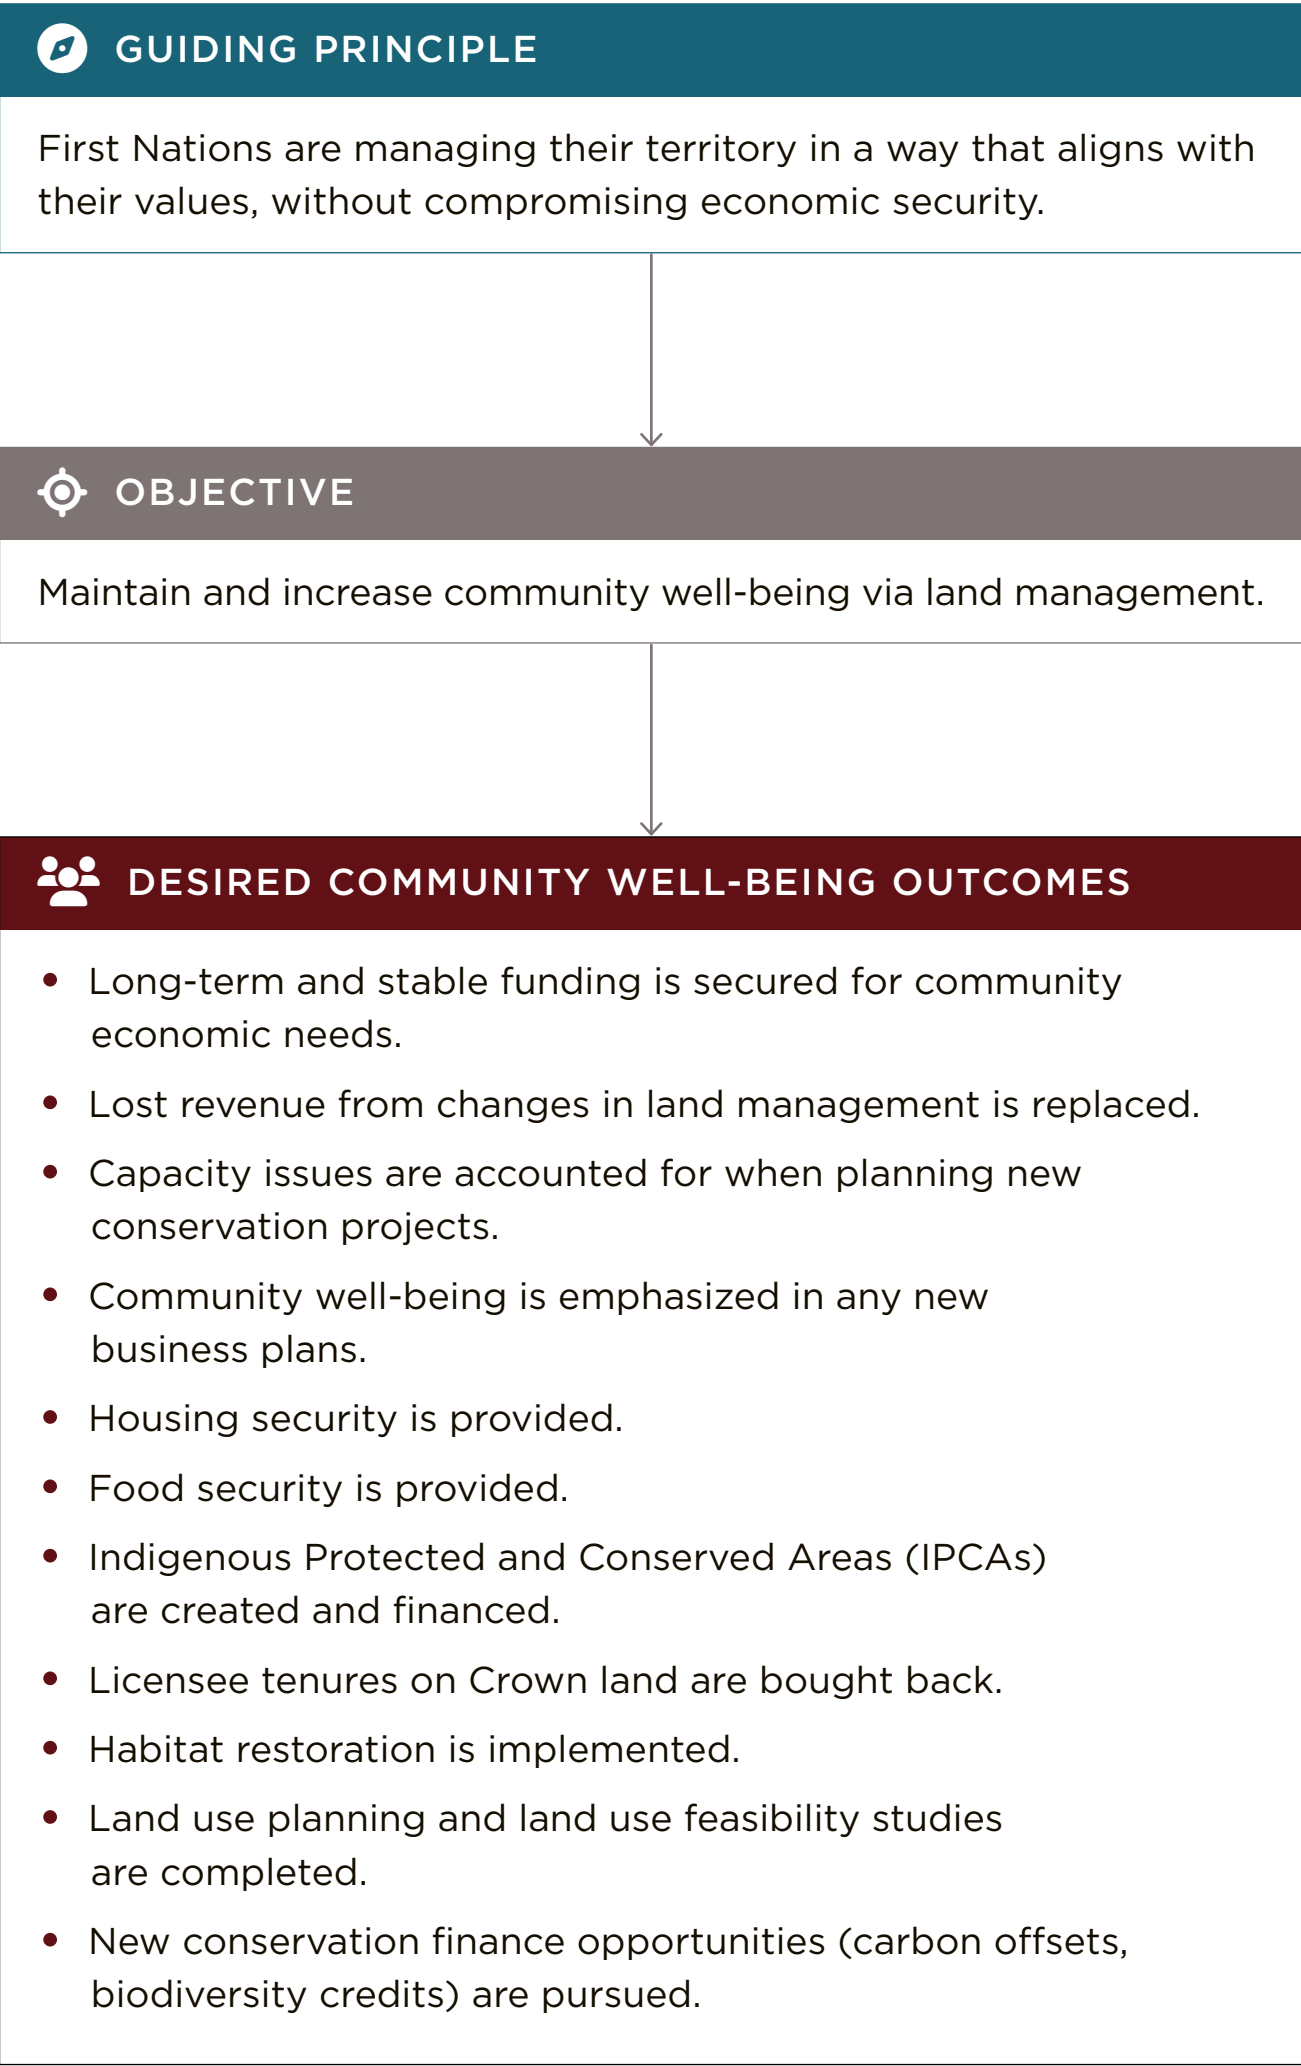 GUIDING PRINCIPLE
First Nations are managing their territory in a way that aligns with
their values, without compromising economic security.
OBJECTIVE
Maintain and increase community well-being via land management.
DESIRED COMMUNITY WELL-BEING OUTCOMES
• Long-term and stable funding is secured for community
economic needs.
• Lost revenue from changes in land management is replaced.
• Capacity issues are accounted for when planning new
conservation projects.
• Community well-being is emphasized in any new
business plans.
• Housing security is provided.
• Food security is provided.
• Indigenous Protected and Conserved Areas (IPCAs)
are created and financed.
• Licensee tenures on Crown land are bought back.
• Habitat restoration is implemented.
• Land use planning and land use feasibility studies
are completed.
• New conservation finance opportunities (carbon offsets,
biodiversity credits) are pursued.